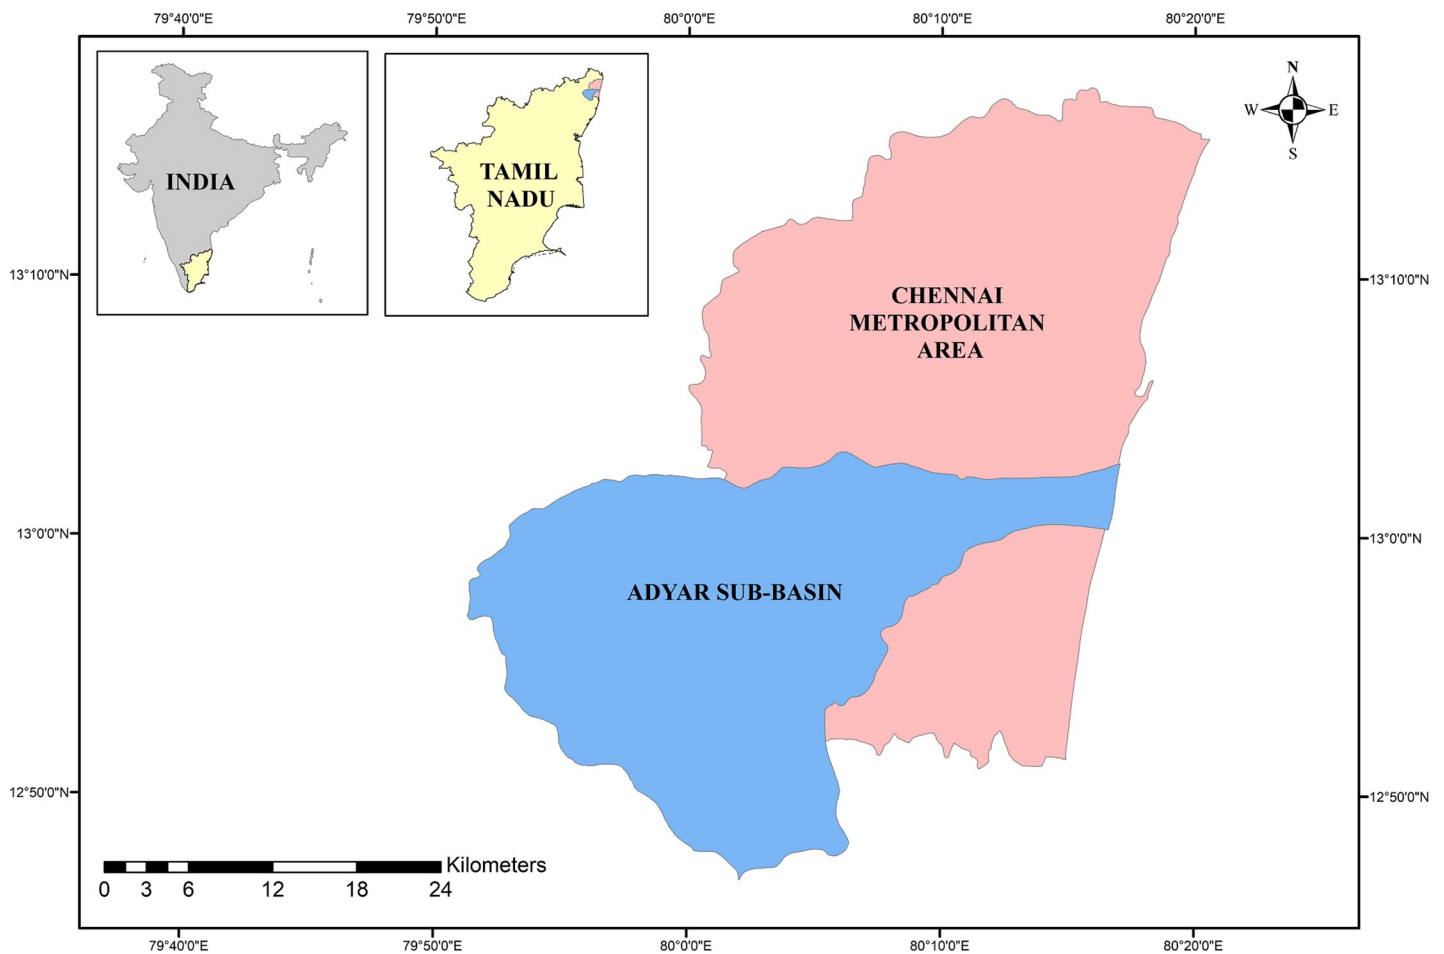 79°40'0"E 79°50'0"E 80°0'0"E 80°10'0"E 80°20'0"E
N
W E
S
INDIA
TAMIL
NADU
13°10'0"N 13°10'0"N
CHENNAI
METROPOLITAN
AREA
13°0'0"N 13°0'0"N
ADYAR SUB-BASIN
12°50'0"N 12°50'0"N
Kilometers
0 3 6 12 18 24
79°40'0"E 79°50'0"E 80°0'0"E 80°10'0"E 80°20'0"E